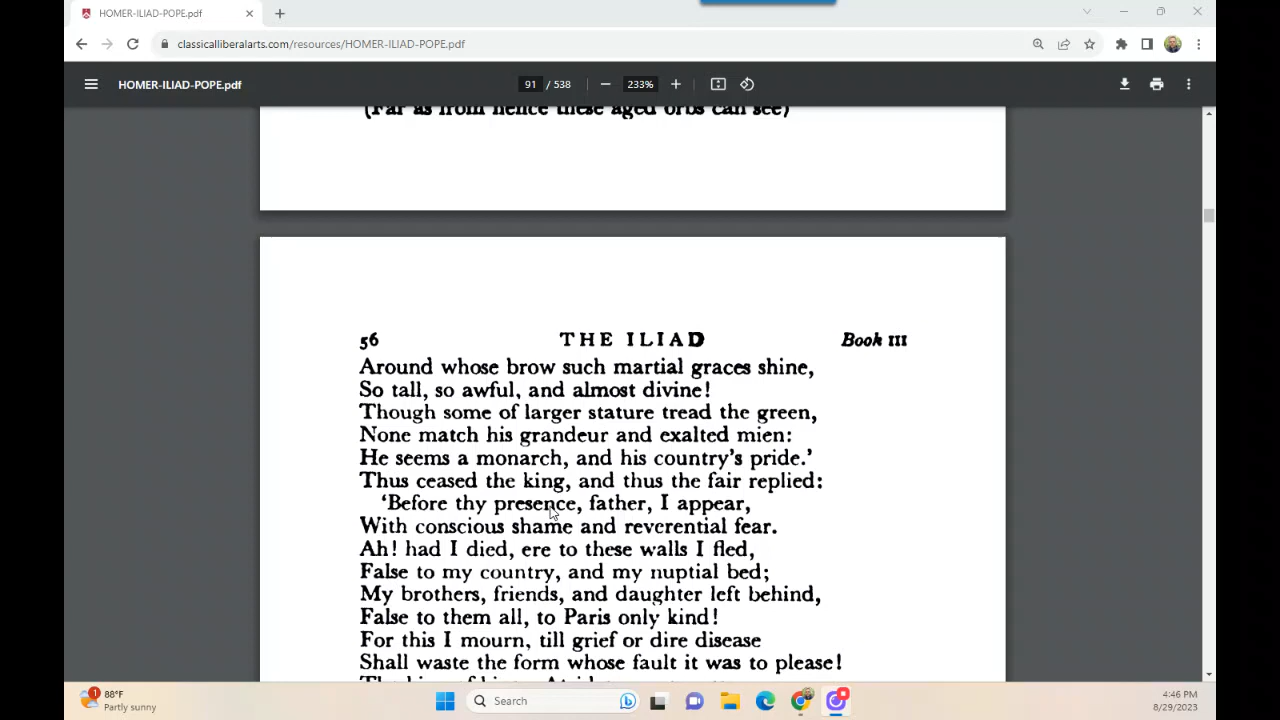 HOMER-ILIAD-POPE.pdf
classicalliberalarts.com/resources/HOMER-ILIAD-POPE.pdf
HOMER-ILIAD-POPE.pdf
91 / 538
233%
(Far as from hence these aged orbs can see)
56 THE ILIAD Book III
Around whose brow such martial graces shine,
So tall, so awful, and almost divine!
Though some of larger stature tread the green,
None match his grandeur and exalted mien:
He seems a monarch, and his country's pride.'
Thus ceased the king, and thus the fair replied:
'Before thy presence, father, I appear,
With conscious shame and reverential fear.
Ah! had I died, ere to these walls I fled,
False to my country, and my nuptial bed;
My brothers, friends, and daughter left behind,
False to them all, to Paris only kind!
For this I mourn, till grief or dire disease
Shall waste the form whose fault it was to please!
1
88°F
Partly sunny
Search
4:46 PM
8/29/2023